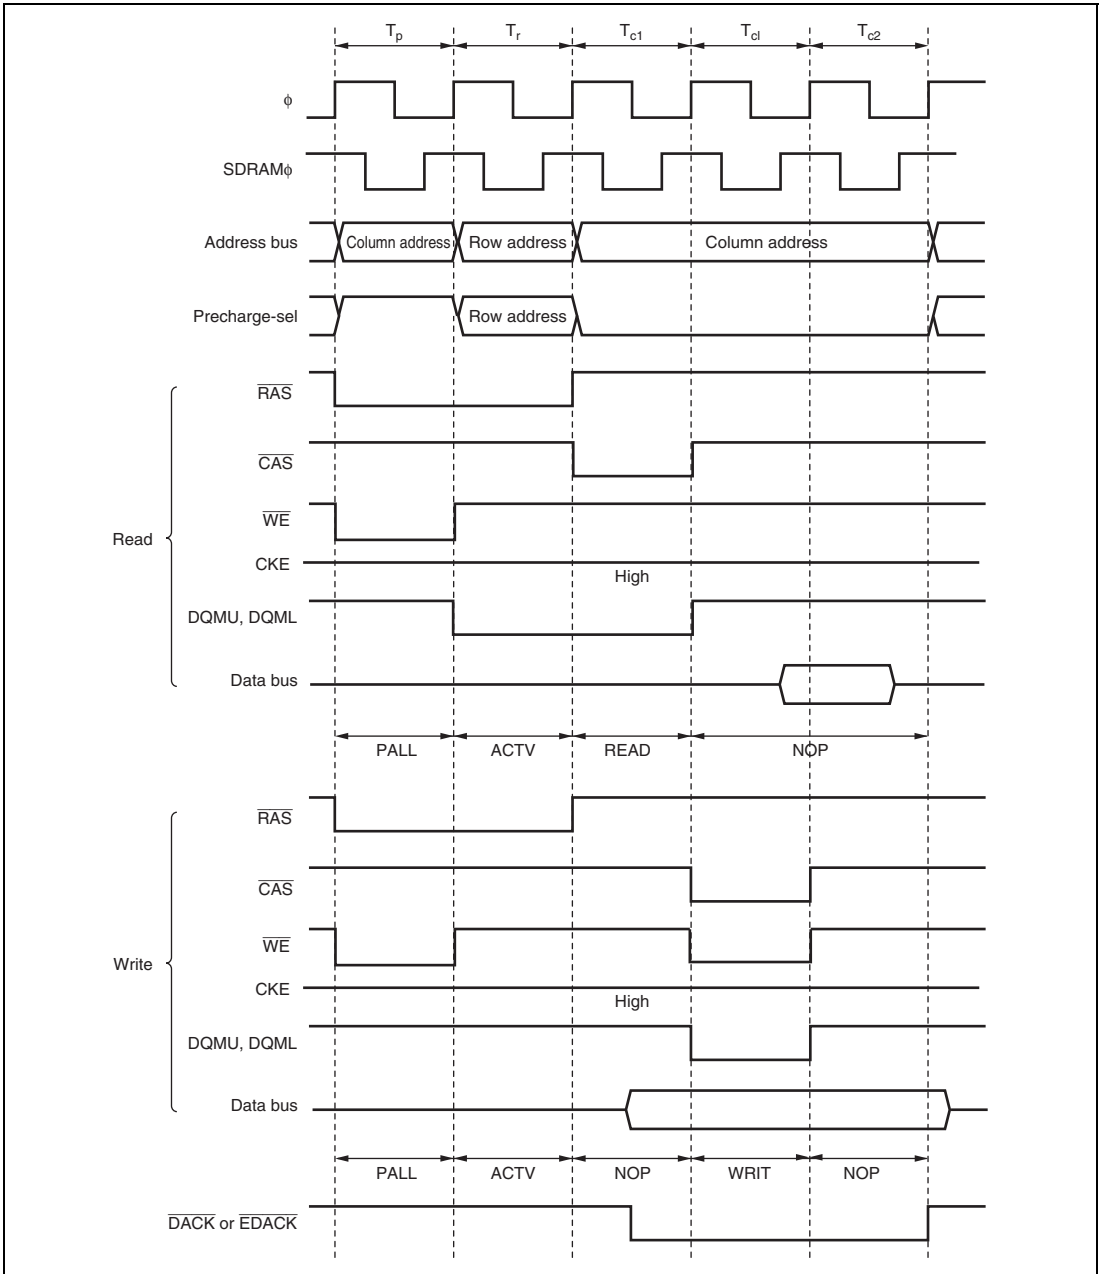 Tp Tr Tc1 Tcl Tc2
ϕ
SDRAMϕ
Address bus Column address Row address Column address
Precharge-sel Row address
RAS
CAS
WE
Read
CKE
High
DQMU, DQML
Data bus
PALL ACTV READ NOP
RAS
CAS
WE
Write
CKE
High
DQMU, DQML
Data bus
PALL ACTV NOP WRIT NOP
DACK or EDACK